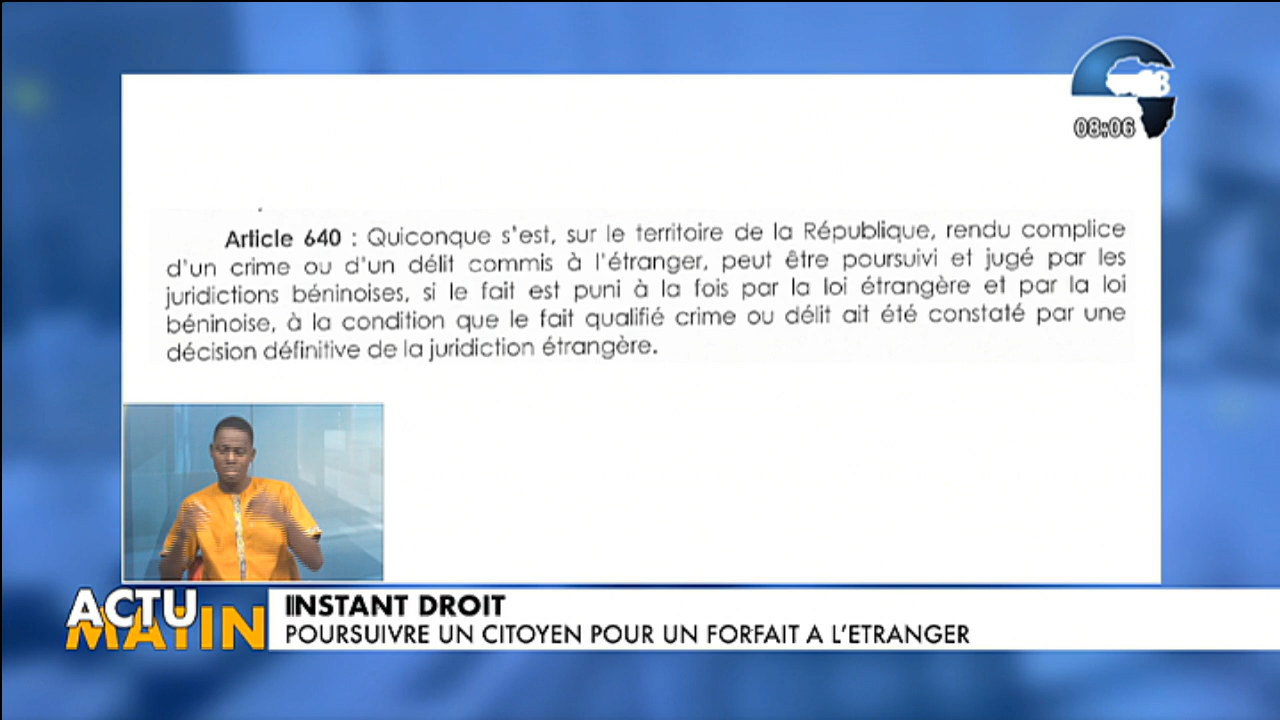 08:06
Article 640 : Quiconque s'est, sur le territoire de la République, rendu complice
d'un crime ou d'un délit commis à l'étranger, peut être poursuivi et jugé par les
juridictions béninoises, si le fait est puni à la fois par la loi étrangère et par la loi
béninoise, à la condition que le fait qualifié crime ou délit ait été constaté par une
décision définitive de la juridiction étrangère.
ACTU
MATIN
INSTANT DROIT
POURSUIVRE UN CITOYEN POUR UN FORFAIT A L'ETRANGER